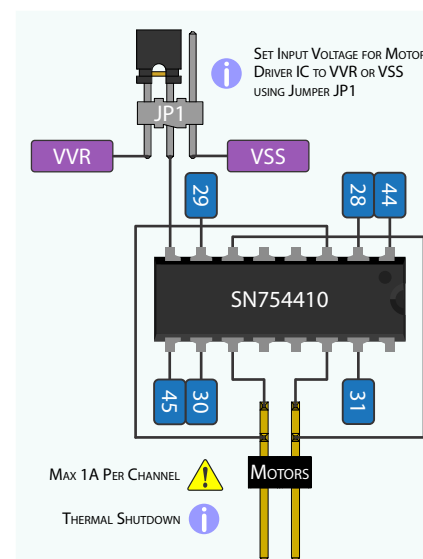 Set Input Voltage for Motor
Driver IC to VVR or VSS
using Jumper JP1
JP1
VVR
VSS
29
28
44
SN754410
45
30
31
Max 1A Per Channel
Motors
Thermal Shutdown